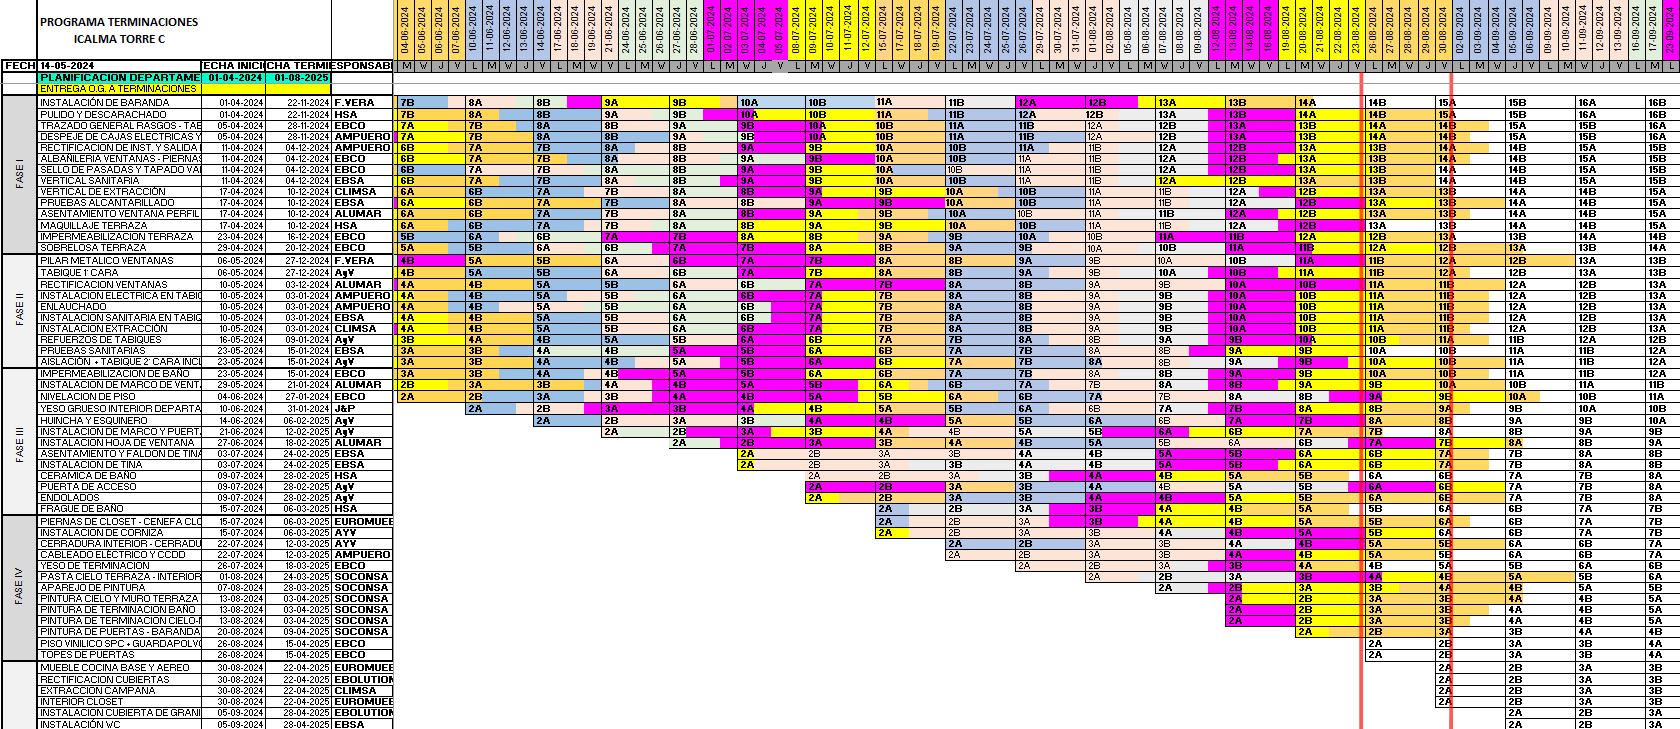 PROGRAMA TERMINACIONES
ICALMA TORRE C
04-06-2024 05-06-2024 06-06-2024 07-06-2024 10-06-2024 11-06-2024 12-06-2024 13-06-2024 14-06-2024 17-06-2024 18-06-2024 19-06-2024 21-06-2024 24-06-2024 25-06-2024 26-06-2024 27-06-2024 28-06-2024 01-07-2024 02-07-2024 03-07-2024 04-07-2024 05-07-2024 08-07-2024 09-07-2024 10-07-2024 11-07-2024 12-07-2024 15-07-2024 17-07-2024 18-07-2024 19-07-2024 22-07-2024 23-07-2024 24-07-2024 25-07-2024 26-07-2024 29-07-2024 30-07-2024 31-07-2024 01-08-2024 02-08-2024 05-08-2024 06-08-2024 07-08-2024 08-08-2024 09-08-2024 12-08-2024 13-08-2024 14-08-2024 16-08-2024 19-08-2024 20-08-2024 21-08-2024 22-08-2024 23-08-2024 26-08-2024 27-08-2024 28-08-2024 29-08-2024 30-08-2024 02-09-2024 03-09-2024 04-09-2024 05-09-2024 06-09-2024 09-09-2024 10-09-2024 11-09-2024 12-09-2024 13-09-2024 16-09-2024 17-09-2024 23-09-2024
FECH 14-05-2024 ECHA INICI CHA TERMI ESPONSAB
PLANIFICACION DEPARTAME 01-04-2024 01-08-2025
ENTREGA O.G. A TERMINACIONES
FASE I
INSTALACIÓN DE BARANDA 01-04-2024 22-11-2024 F.VERA 7B 8A 8B 9A 9B 10A 10B 11A 11B 12A 12B 13A 13B 14A 14B 15A 15B 16A 16B
PULIDO Y DESCARACHADO 01-04-2024 22-11-2024 HSA 7B 8A 8B 9A 9B 10A 10B 11A 11B 12A 12B 13A 13B 14A 14B 15A 15B 16A 16B
TRAZADO GENERAL RASGOS - TAB 05-04-2024 28-11-2024 EBCO 7A 7B 8A 8B 9A 9B 10A 10B 11A 11B 12A 12B 13A 13B 14A 14B 15A 15B 16A
DESPEJE DE CAJAS ELECTRICAS Y 05-04-2024 28-11-2024 AMPUERO 7A 7B 8A 8B 9A 9B 10A 10B 11A 11B 12A 12B 13A 13B 14A 14B 15A 15B 16A
RECTIFICACION DE INST. Y SALIDA 11-04-2024 04-12-2024 AMPUERO 6B 7A 7B 8A 8B 9A 9B 10A 10B 11A 11B 12A 12B 13A 13B 14A 14B 15A 15B
ALBAÑILERIA VENTANAS - PIERNAS 11-04-2024 04-12-2024 EBCO 6B 7A 7B 8A 8B 9A 9B 10A 10B 11A 11B 12A 12B 13A 13B 14A 14B 15A 15B
SELLO DE PASADAS Y TAPADO VA 11-04-2024 04-12-2024 EBCO 6B 7A 7B 8A 8B 9A 9B 10A 10B 11A 11B 12A 12B 13A 13B 14A 14B 15A 15B
VERTICAL SANITARIA 11-04-2024 04-12-2024 EBSA 6B 7A 7B 8A 8B 9A 9B 10A 10B 11A 11B 12A 12B 13A 13B 14A 14B 15A 15B
VERTICAL DE EXTRACCIÓN 17-04-2024 10-12-2024 CLIMSA 6A 6B 7A 7B 8A 8B 9A 9B 10A 10B 11A 11B 12A 12B 13A 13B 14A 14B 15A
PRUEBAS ALCANTARILLADO 17-04-2024 10-12-2024 EBSA 6A 6B 7A 7B 8A 8B 9A 9B 10A 10B 11A 11B 12A 12B 13A 13B 14A 14B 15A
ASENTAMIENTO VENTANA PERFIL 17-04-2024 10-12-2024 ALUMAR 6A 6B 7A 7B 8A 8B 9A 9B 10A 10B 11A 11B 12A 12B 13A 13B 14A 14B 15A
MAQUILLAJE TERRAZA 17-04-2024 10-12-2024 HSA 6A 6B 7A 7B 8A 8B 9A 9B 10A 10B 11A 11B 12A 12B 13A 13B 14A 14B 15A
IMPERMEABILIZACION TERRAZA 23-04-2024 16-12-2024 EBCO 5B 6A 6B 7A 7B 8A 8B 9A 9B 10A 10B 11A 11B 12A 12B 13A 13B 14A 14B
SOBRELOSA TERRAZA 29-04-2024 20-12-2024 EBCO 5A 5B 6A 6B 7A 7B 8A 8B 9A 9B 10A 10B 11A 11B 12A 12B 13A 13B 14A
FASE II
PILAR METALICO VENTANAS 06-05-2024 27-12-2024 F.VERA 4B 5A 5B 6A 6B 7A 7B 8A 8B 9A 9B 10A 10B 11A 11B 12A 12B 13A 13B
TABIQUE 1° CARA 06-05-2024 27-12-2024 AgV 4B 5A 5B 6A 6B 7A 7B 8A 8B 9A 9B 10A 10B 11A 11B 12A 12B 13A 13B
RECTIFICACION VENTANAS 10-05-2024 03-12-2024 ALUMAR 4A 4B 5A 5B 6A 6B 7A 7B 8A 8B 9A 9B 10A 10B 11A 11B 12A 12B 13A
INSTALACION ELECTRICA EN TABIC 10-05-2024 03-01-2024 AMPUERO 4A 4B 5A 5B 6A 6B 7A 7B 8A 8B 9A 9B 10A 10B 11A 11B 12A 12B 13A
ENLAUCHADO 10-05-2024 03-01-2024 AMPUERO 4A 4B 5A 5B 6A 6B 7A 7B 8A 8B 9A 9B 10A 10B 11A 11B 12A 12B 13A
INSTALACION SANITARIA EN TABIQ 10-05-2024 03-01-2024 EBSA 4A 4B 5A 5B 6A 6B 7A 7B 8A 8B 9A 9B 10A 10B 11A 11B 12A 12B 13A
INSTALACION EXTRACCIÓN 10-05-2024 03-01-2024 CLIMSA 4A 4B 5A 5B 6A 6B 7A 7B 8A 8B 9A 9B 10A 10B 11A 11B 12A 12B 13A
REFUERZOS DE TABIQUES 16-05-2024 09-01-2024 AgV 3B 4A 4B 5A 5B 6A 6B 7A 7B 8A 8B 9A 9B 10A 10B 11A 11B 12A 12B
PRUEBAS SANITARIAS 23-05-2024 15-01-2024 EBSA 3A 3B 4A 4B 5A 5B 6A 6B 7A 7B 8A 8B 9A 9B 10A 10B 11A 11B 12A
AISLACIÓN + TABIQUE 2° CARA INCL 23-05-2024 15-01-2024 AgV 3A 3B 4A 4B 5A 5B 6A 6B 7A 7B 8A 8B 9A 9B 10A 10B 11A 11B 12A
FASE III
IMPERMEABILIZACION DE BAÑO 23-05-2024 15-01-2024 EBCO 3A 3B 4A 4B 5A 5B 6A 6B 7A 7B 8A 8B 9A 9B 10A 10B 11A 11B 12A
INSTALACION DE MARCO DE VENT 29-05-2024 21-01-2024 ALUMAR 2B 3A 3B 4A 4B 5A 5B 6A 6B 7A 7B 8A 8B 9A 9B 10A 10B 11A 11B
NIVELACION DE PISO 04-06-2024 27-01-2024 EBCO 2A 2B 3A 3B 4A 4B 5A 5B 6A 6B 7A 7B 8A 8B 9A 9B 10A 10B 11A
YESO GRUESO INTERIOR DEPARTA 10-06-2024 31-01-2024 J&P 2A 2B 3A 3B 4A 4B 5A 5B 6A 6B 7A 7B 8A 8B 9A 9B 10A 10B
HUINCHA Y ESQUINERO 14-06-2024 06-02-2025 AgV 2A 2B 3A 3B 4A 4B 5A 5B 6A 6B 7A 7B 8A 8B 9A 9B 10A
INSTALACION DE MARCO Y PUERT 21-06-2024 12-02-2025 AgV 2A 2B 3A 3B 4A 4B 5A 5B 6A 6B 7A 7B 8A 8B 9A 9B
INSTALACION HOJA DE VENTANA 27-06-2024 18-02-2025 ALUMAR 2A 2B 3A 3B 4A 4B 5A 5B 6A 6B 7A 7B 8A 8B 9A
ASENTAMIENTO Y FALDON DE TINA 03-07-2024 24-02-2025 EBSA 2A 2B 3A 3B 4A 4B 5A 5B 6A 6B 7A 7B 8A 8B
INSTALACION DE TINA 03-07-2024 24-02-2025 EBSA 2A 2B 3A 3B 4A 4B 5A 5B 6A 6B 7A 7B 8A 8B
CERAMICA DE BAÑO 09-07-2024 28-02-2025 HSA 2A 2B 3A 3B 4A 4B 5A 5B 6A 6B 7A 7B 8A
PUERTA DE ACCESO 09-07-2024 28-02-2025 AgV 2A 2B 3A 3B 4A 4B 5A 5B 6A 6B 7A 7B 8A
ENDOLADOS 09-07-2024 28-02-2025 AgV 2A 2B 3A 3B 4A 4B 5A 5B 6A 6B 7A 7B 8A
FRAGUE DE BAÑO 15-07-2024 06-03-2025 HSA 2A 2B 3A 3B 4A 4B 5A 5B 6A 6B 7A 7B
FASE IV
PIERNAS DE CLOSET - CENEFA CLO 15-07-2024 06-03-2025 EUROMUEE 2A 2B 3A 3B 4A 4B 5A 5B 6A 6B 7A 7B
INSTALACION DE CORNIZA 15-07-2024 06-03-2025 AYV 2A 2B 3A 3B 4A 4B 5A 5B 6A 6B 7A 7B
CERRADURA INTERIOR - CERRADU 22-07-2024 12-03-2025 AYV 2A 2B 3A 3B 4A 4B 5A 5B 6A 6B 7A
CABLEADO ELÉCTRICO Y CCDD 22-07-2024 12-03-2025 AMPUERO 2A 2B 3A 3B 4A 4B 5A 5B 6A 6B 7A
YESO DE TERMINACION 26-07-2024 18-03-2025 EBCO 2A 2B 3A 3B 4A 4B 5A 5B 6A 6B
PASTA CIELO TERRAZA - INTERIOR 01-08-2024 24-03-2025 SOCONSA 2A 2B 3A 3B 4A 4B 5A 5B 6A
APAREJO DE PINTURA 07-08-2024 28-03-2025 SOCONSA 2A 2B 3A 3B 4A 4B 5A 5B
PINTURA CIELO Y MURO TERRAZA 13-08-2024 03-04-2025 SOCONSA 2A 2B 3A 3B 4A 4B 5A
PINTURA DE TERMINACION BAÑO 13-08-2024 03-04-2025 SOCONSA 2A 2B 3A 3B 4A 4B 5A
PINTURA DE TERMINACION CIELO- 13-08-2024 03-04-2025 SOCONSA 2A 2B 3A 3B 4A 4B 5A
PINTURA DE PUERTAS - BARANDA 20-08-2024 09-04-2025 SOCONSA 2A 2B 3A 3B 4A 4B
PISO VINILICO SPC + GUARDAPOLV 26-08-2024 15-04-2025 EBCO 2A 2B 3A 3B 4A
TOPES DE PUERTAS 26-08-2024 15-04-2025 EBCO 2A 2B 3A 3B 4A
MUEBLE COCINA BASE Y AEREO 30-08-2024 22-04-2025 EUROMUEE 2A 2B 3A 3B
RECTIFICACION CUBIERTAS 30-08-2024 22-04-2025 EBOLUTION 2A 2B 3A 3B
EXTRACCION CAMPANA 30-08-2024 22-04-2025 CLIMSA 2A 2B 3A 3B
INTERIOR CLOSET 30-08-2024 22-04-2025 EUROMUEE 2A 2B 3A 3B
INSTALACION CUBIERTA DE GRANI 05-09-2024 28-04-2025 EBOLUTION 2A 2B 3A
INSTALACIÓN WC 05-09-2024 28-04-2025 EBSA 2A 2B 3A